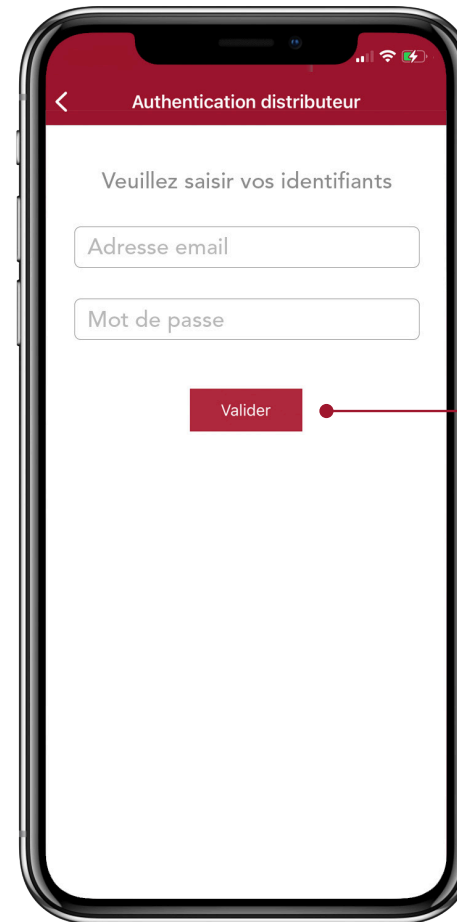 Authentication distributeur
Veuillez saisir vos identifiants
Adresse email
Mot de passe
Valider